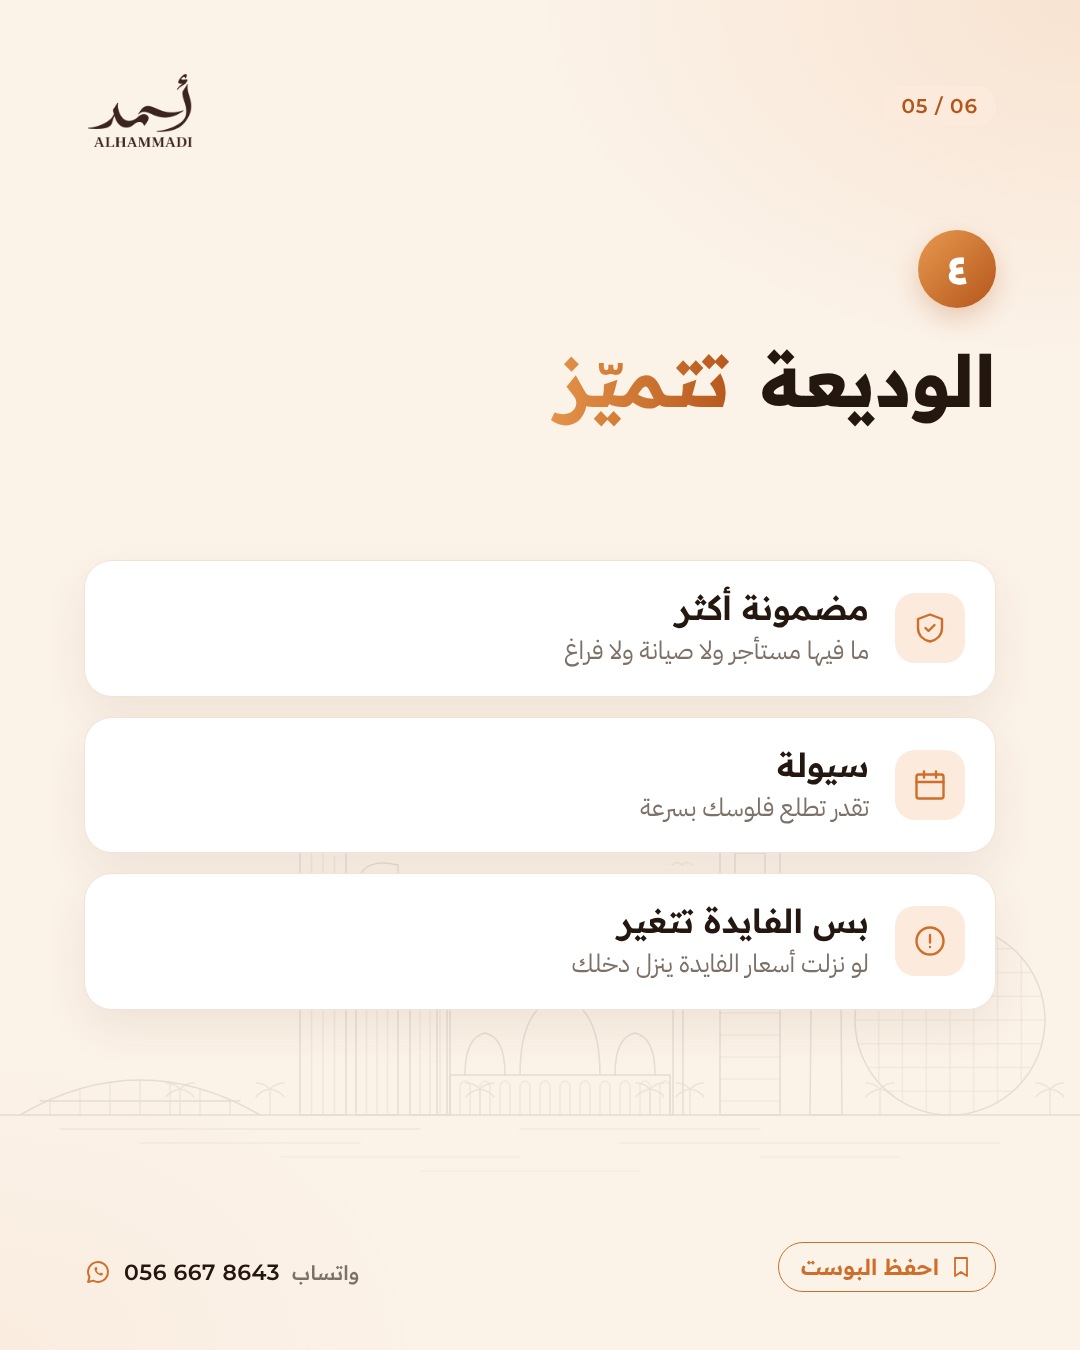 أحمد
ALHAMMADI
05 / 06
٤
الوديعة تتميّز
مضمونة أكثر
ما فيها مستأجر ولا صيانة ولا فراغ
سيولة
تقدر تطلع فلوسك بسرعة
بس الفايدة تتغير
لو نزلت أسعار الفايدة ينزل دخلك
احفظ البوست
واتساب 056 667 8643